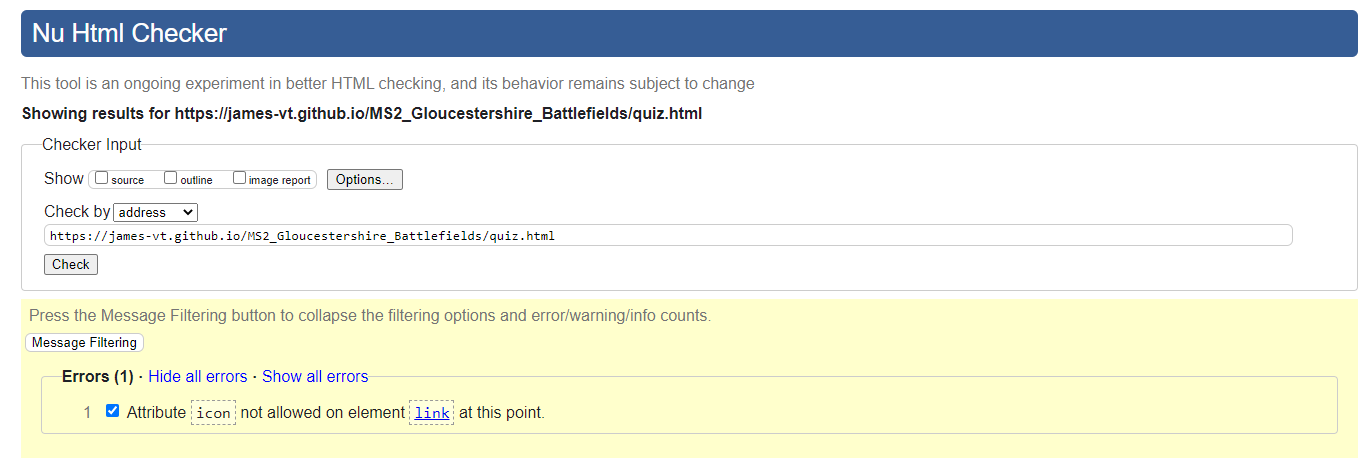 Nu Html Checker
This tool is an ongoing experiment in better HTML checking, and its behavior remains subject to change
Showing results for https://james-vt.github.io/MS2_Gloucestershire_Battlefields/quiz.html
Checker Input
Show source outline image report Options...
Check by address
https://james-vt.github.io/MS2_Gloucestershire_Battlefields/quiz.html
Check
Press the Message Filtering button to collapse the filtering options and error/warning/info counts.
Message Filtering
Errors (1) · Hide all errors · Show all errors
1 Attribute icon not allowed on element link at this point.